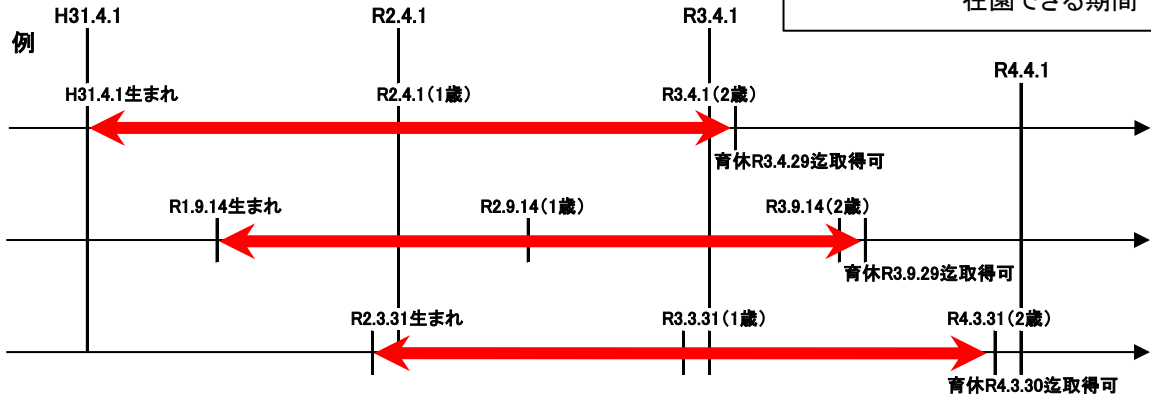 H31.4.1
R2.4.1
R3.4.1
在園できる期間
例
R4.4.1
H31.4.1生まれ
R2.4.1(1歳)
R3.4.1(2歳)
育休R3.4.29迄取得可
R1.9.14生まれ
R2.9.14(1歳)
R3.9.14(2歳)
育休R3.9.29迄取得可
R2.3.31生まれ
R3.3.31(1歳)
R4.3.31(2歳)
育休R4.3.30迄取得可